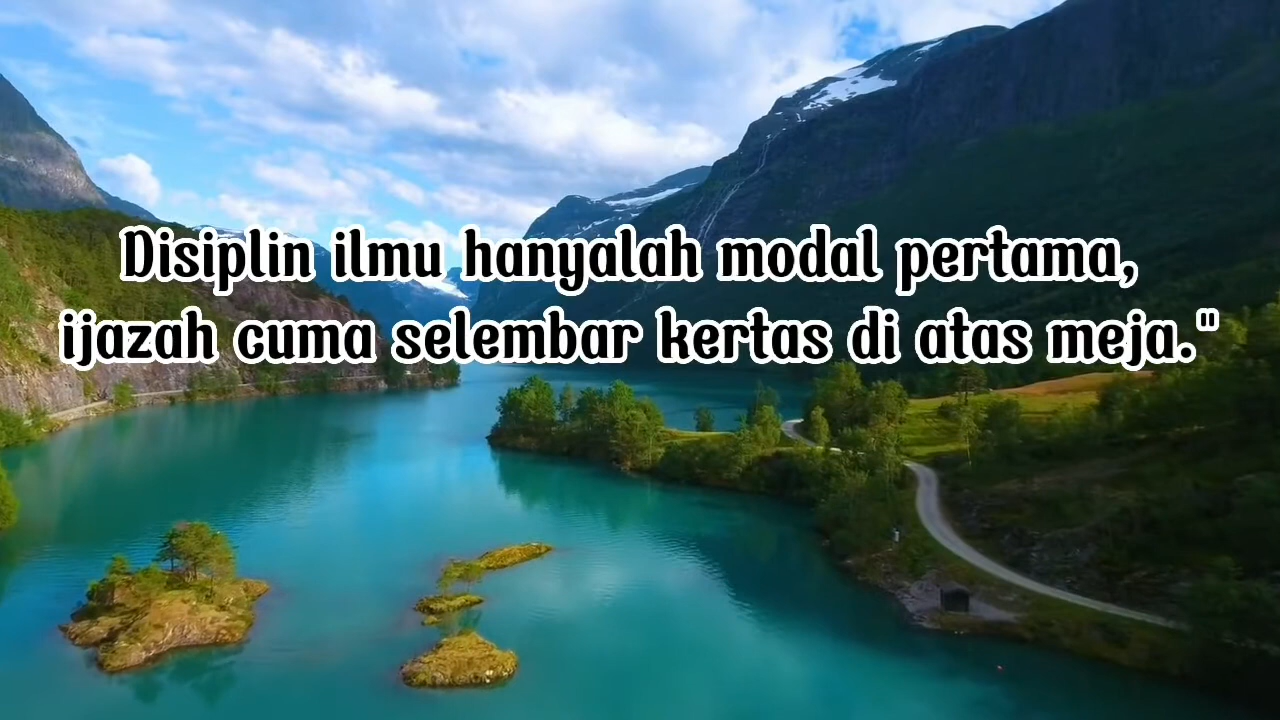 Disiplin ilmu hanyalah modal pertama,
ijazah cuma selembar kertas di atas meja."